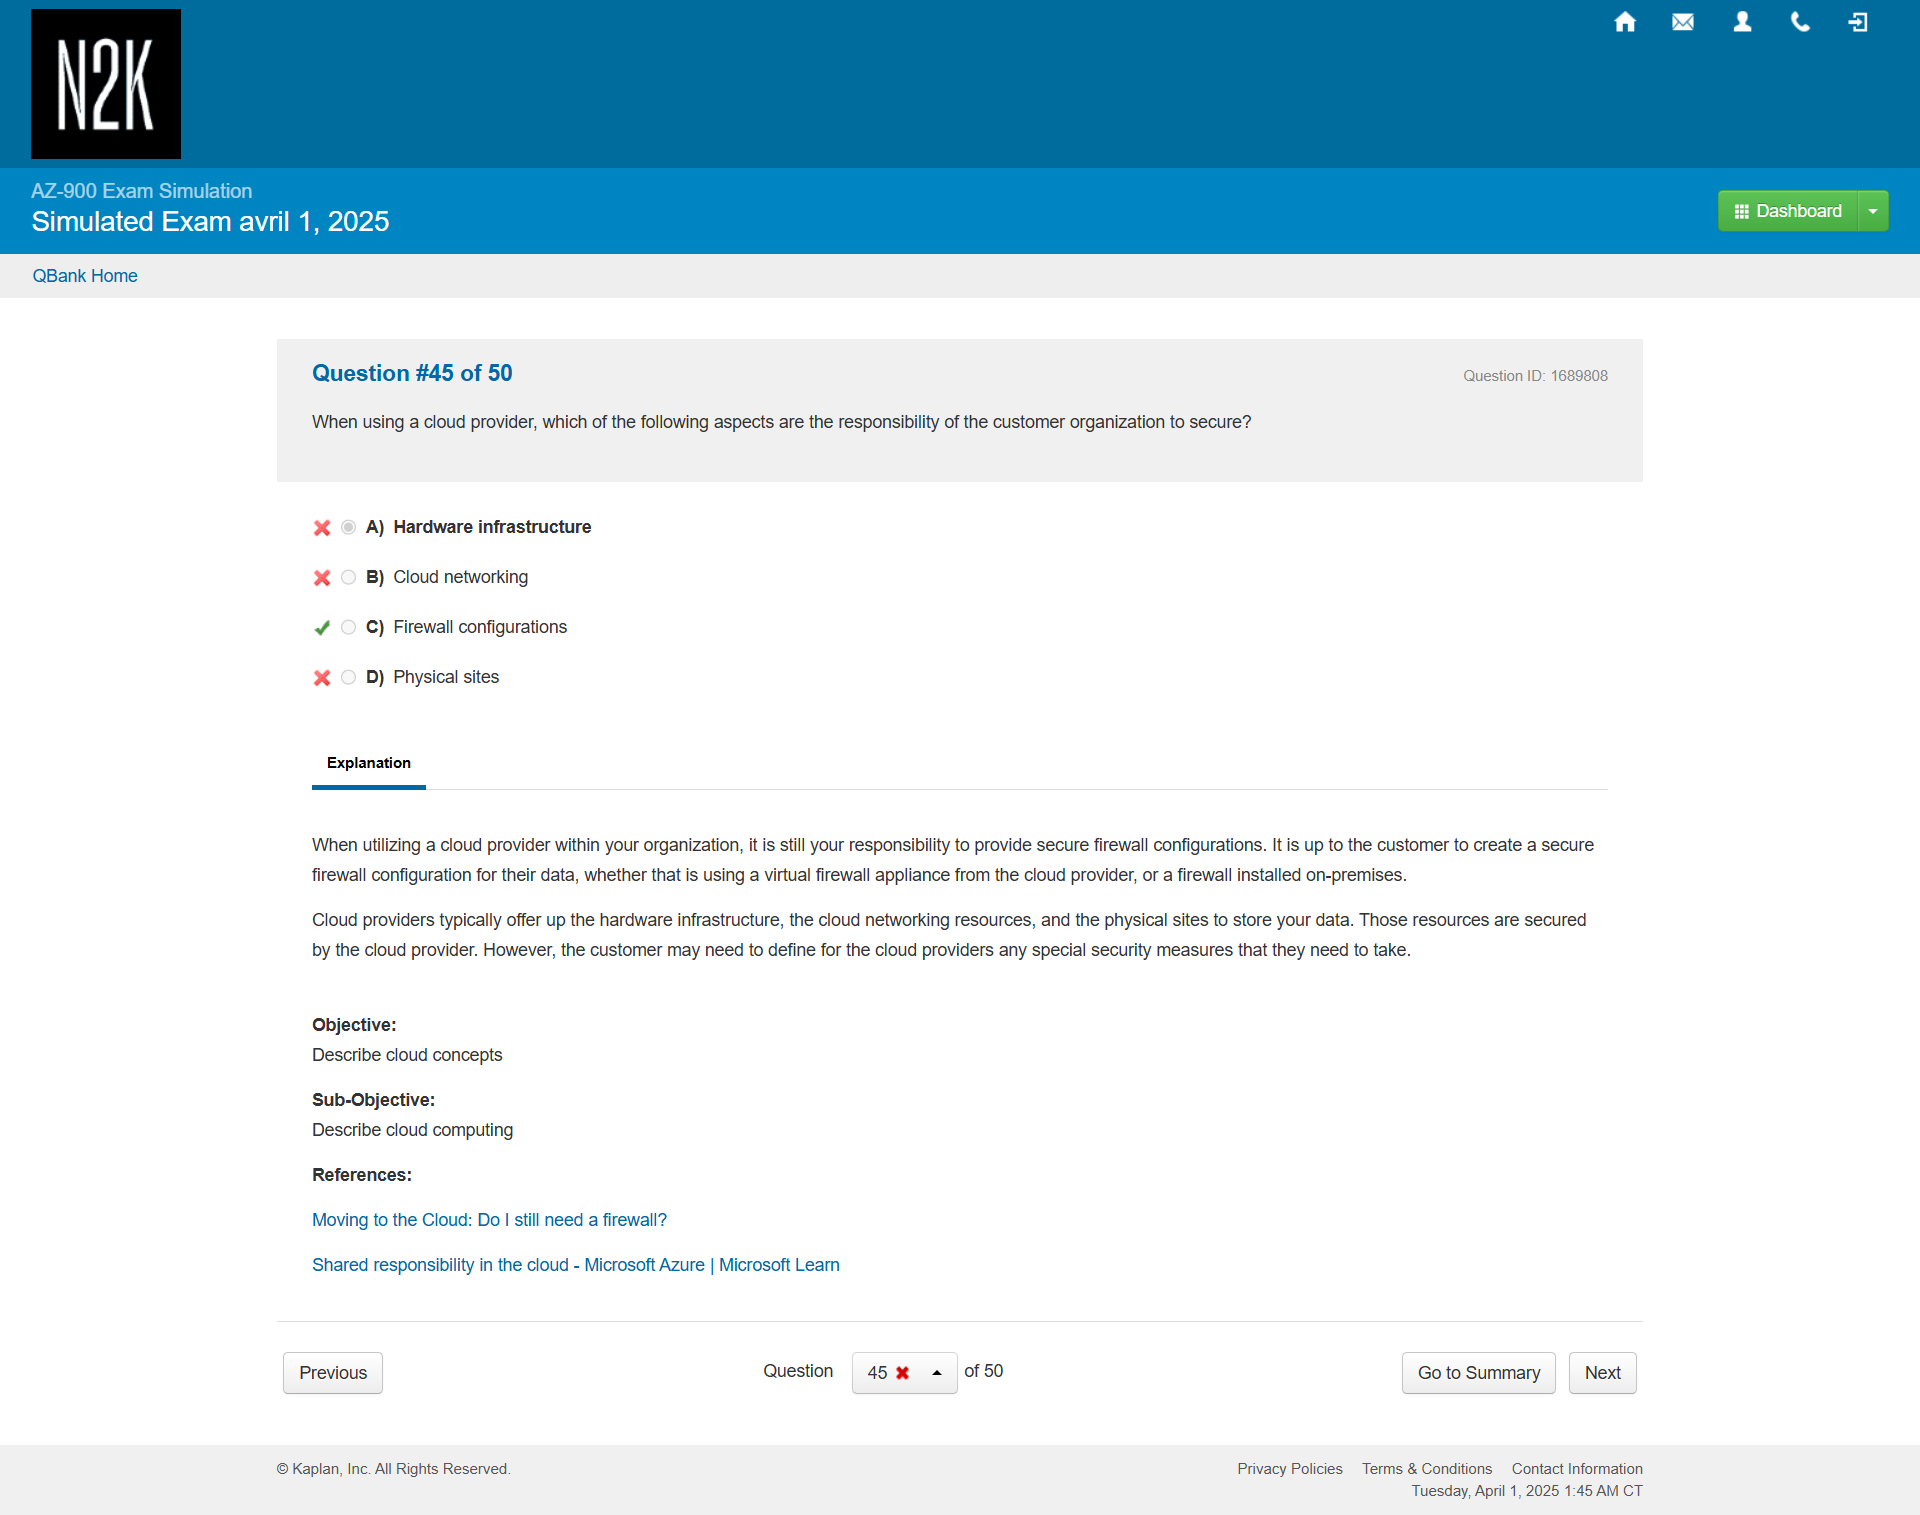 N2K
AZ-900 Exam Simulation
Simulated Exam avril 1, 2025
Dashboard
QBank Home
Question #45 of 50
Question ID: 1689808
When using a cloud provider, which of the following aspects are the responsibility of the customer organization to secure?
A) Hardware infrastructure
B) Cloud networking
C) Firewall configurations
D) Physical sites
Explanation
When utilizing a cloud provider within your organization, it is still your responsibility to provide secure firewall configurations. It is up to the customer to create a secure
firewall configuration for their data, whether that is using a virtual firewall appliance from the cloud provider, or a firewall installed on-premises.
Cloud providers typically offer up the hardware infrastructure, the cloud networking resources, and the physical sites to store your data. Those resources are secured
by the cloud provider. However, the customer may need to define for the cloud providers any special security measures that they need to take.
Objective:
Describe cloud concepts
Sub-Objective:
Describe cloud computing
References:
Moving to the Cloud: Do I still need a firewall?
Shared responsibility in the cloud - Microsoft Azure | Microsoft Learn
Previous
Question 45 of 50
Go to Summary
Next
© Kaplan, Inc. All Rights Reserved.
Privacy Policies Terms & Conditions Contact Information
Tuesday, April 1, 2025 1:45 AM CT